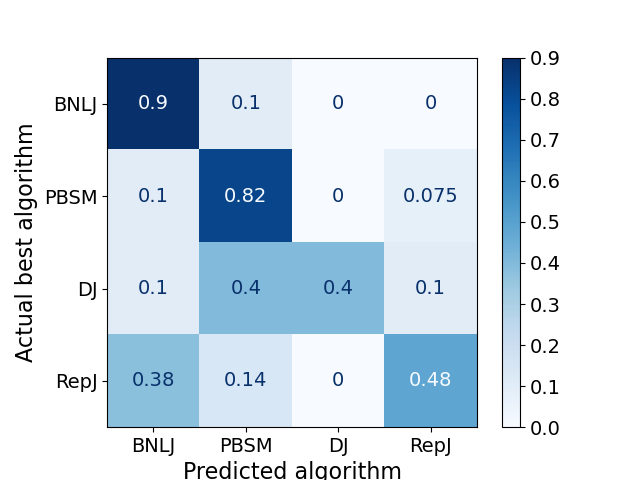 BNLJ 0.9 0.1 0 0
PBSM 0.1 0.82 0 0.075
DJ 0.1 0.4 0.4 0.1
RepJ 0.38 0.14 0 0.48
BNLJ PBSM DJ RepJ
Predicted algorithm
Actual best algorithm
0.9
0.8
0.7
0.6
0.5
0.4
0.3
0.2
0.1
0.0